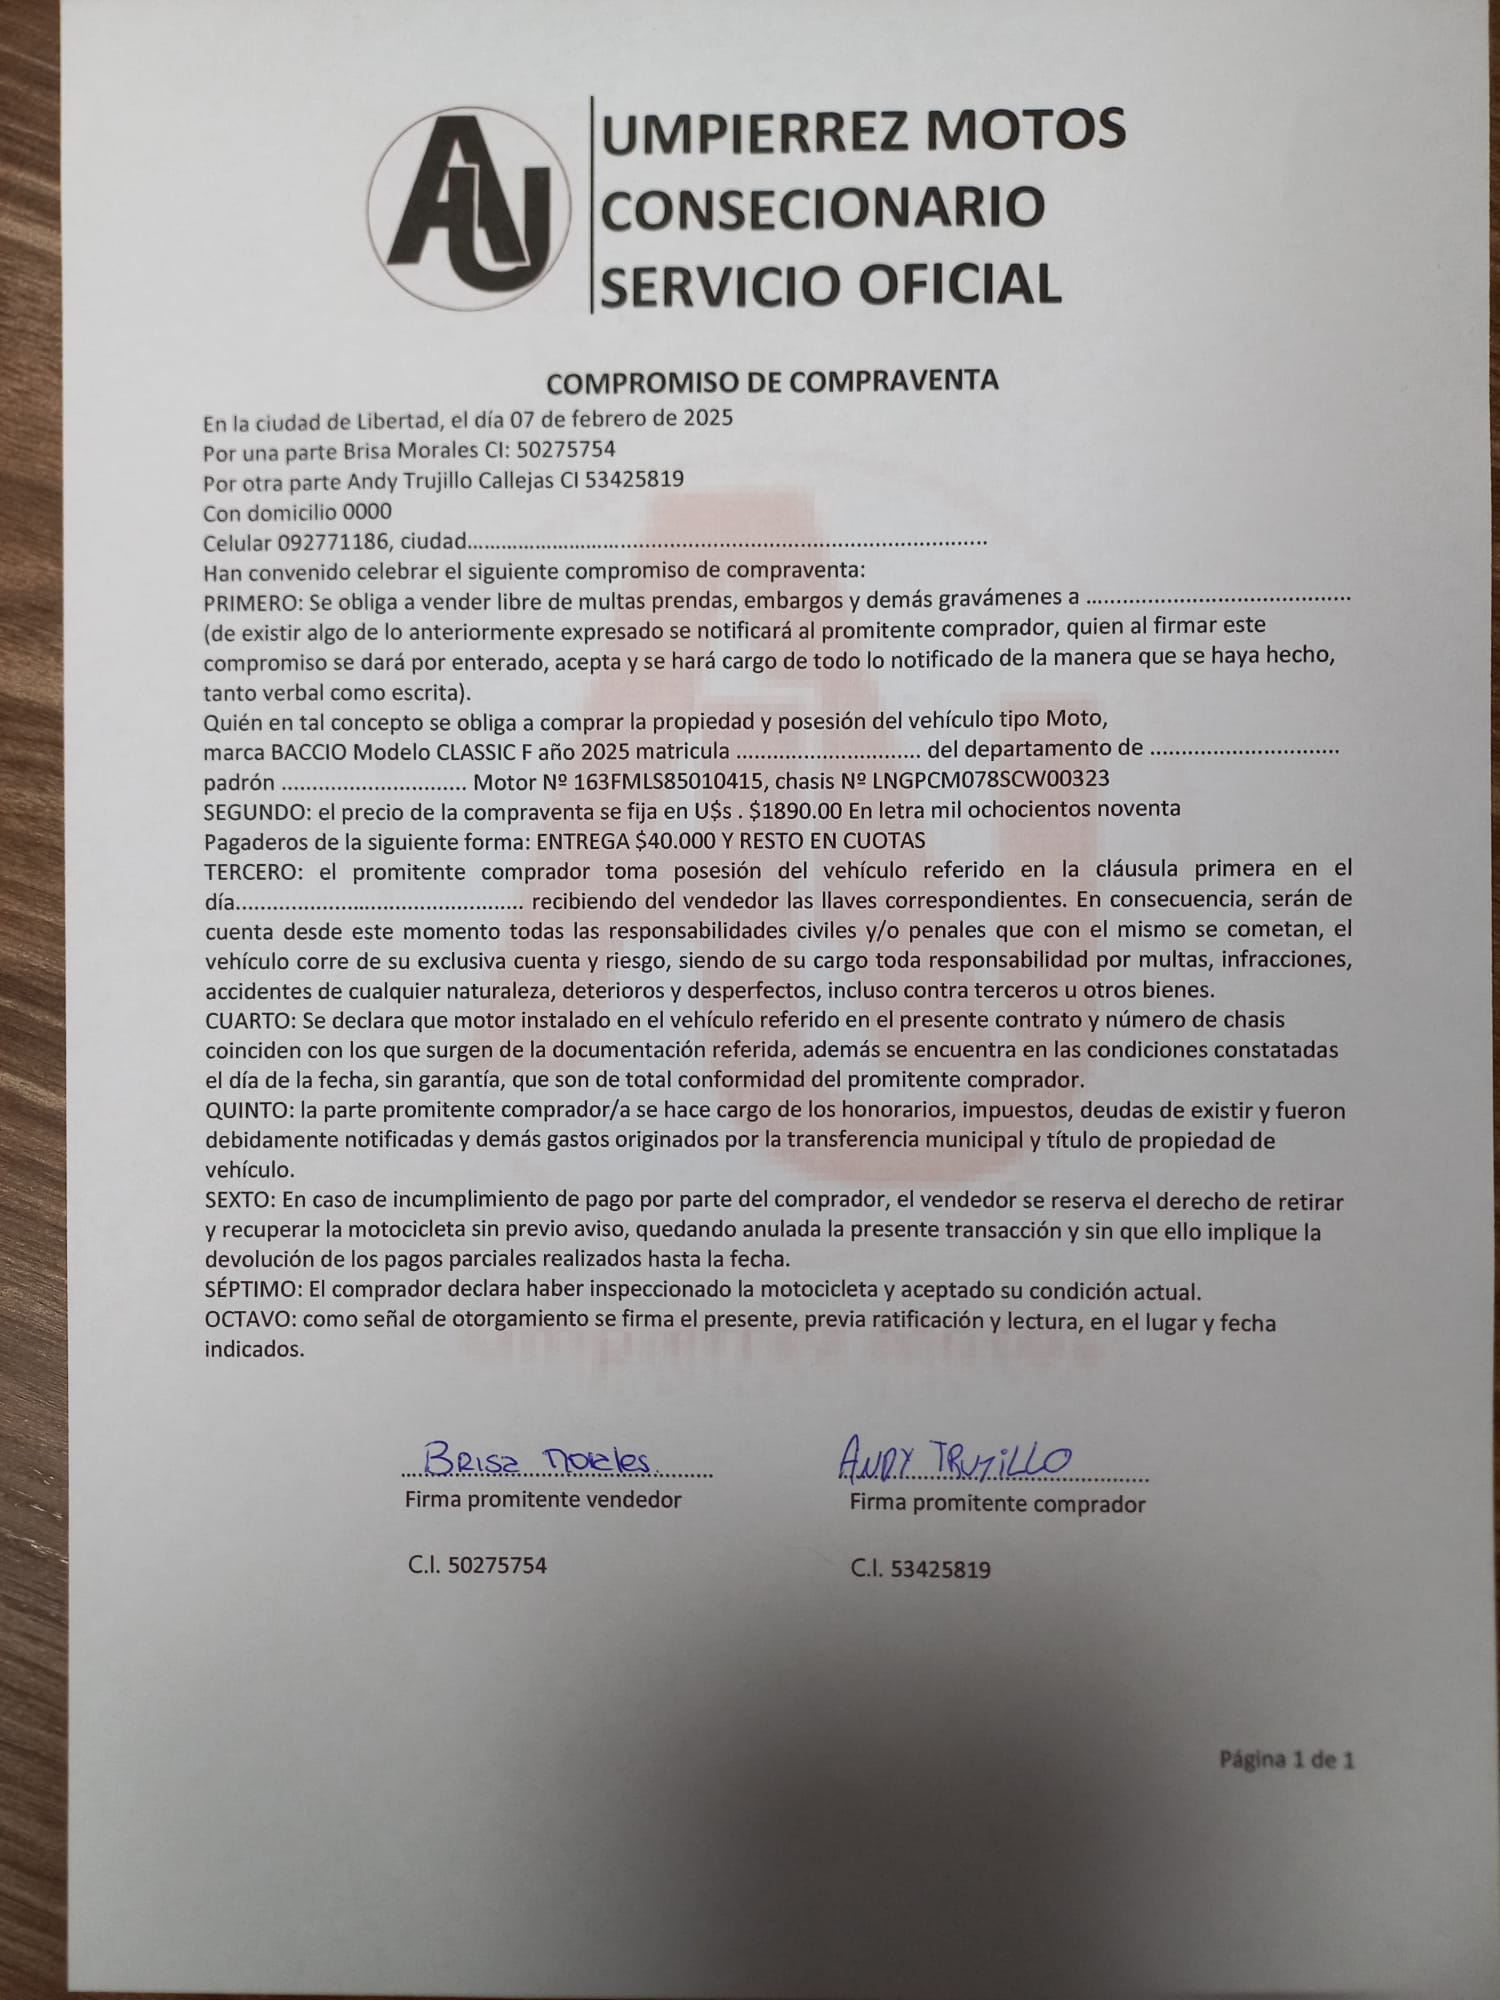 AU
UMPIERREZ MOTOS
CONSECIONARIO
SERVICIO OFICIAL
COMPROMISO DE COMPRAVENTA
En la ciudad de Libertad, el día 07 de febrero de 2025
Por una parte Brisa Morales CI: 50275754
Por otra parte Andy Trujillo Callejas CI 53425819
Con domicilio 0000
Celular 092771186, ciudad....................................................................................
Han convenido celebrar el siguiente compromiso de compraventa:
PRIMERO: Se obliga a vender libre de multas prendas, embargos y demás gravámenes a ..........................................
(de existir algo de lo anteriormente expresado se notificará al promitente comprador, quien al firmar este
compromiso se dará por enterado, acepta y se hará cargo de todo lo notificado de la manera que se haya hecho,
tanto verbal como escrita).
Quién en tal concepto se obliga a comprar la propiedad y posesión del vehículo tipo Moto,
marca BACCIO Modelo CLASSIC F año 2025 matricula ............................. del departamento de ..............................
padrón ............................. Motor Nº 163FMLS85010415, chasis Nº LNGPCM078SCW00323
SEGUNDO: el precio de la compraventa se fija en U$s . $1890.00 En letra mil ochocientos noventa
Pagaderos de la siguiente forma: ENTREGA $40.000 Y RESTO EN CUOTAS
TERCERO: el promitente comprador toma posesión del vehículo referido en la cláusula primera en el
día.............................................. recibiendo del vendedor las llaves correspondientes. En consecuencia, serán de
cuenta desde este momento todas las responsabilidades civiles y/o penales que con el mismo se cometan, el
vehículo corre de su exclusiva cuenta y riesgo, siendo de su cargo toda responsabilidad por multas, infracciones,
accidentes de cualquier naturaleza, deterioros y desperfectos, incluso contra terceros u otros bienes.
CUARTO: Se declara que motor instalado en el vehículo referido en el presente contrato y número de chasis
coinciden con los que surgen de la documentación referida, además se encuentra en las condiciones constatadas
el día de la fecha, sin garantía, que son de total conformidad del promitente comprador.
QUINTO: la parte promitente comprador/a se hace cargo de los honorarios, impuestos, deudas de existir y fueron
debidamente notificadas y demás gastos originados por la transferencia municipal y título de propiedad de
vehículo.
SEXTO: En caso de incumplimiento de pago por parte del comprador, el vendedor se reserva el derecho de retirar
y recuperar la motocicleta sin previo aviso, quedando anulada la presente transacción y sin que ello implique la
devolución de los pagos parciales realizados hasta la fecha.
SÉPTIMO: El comprador declara haber inspeccionado la motocicleta y aceptado su condición actual.
OCTAVO: como señal de otorgamiento se firma el presente, previa ratificación y lectura, en el lugar y fecha
indicados.
Brisa Morales ANDY TRUJILLO
Firma promitente vendedor Firma promitente comprador
C.I. 50275754 C.I. 53425819
Página 1 de 1